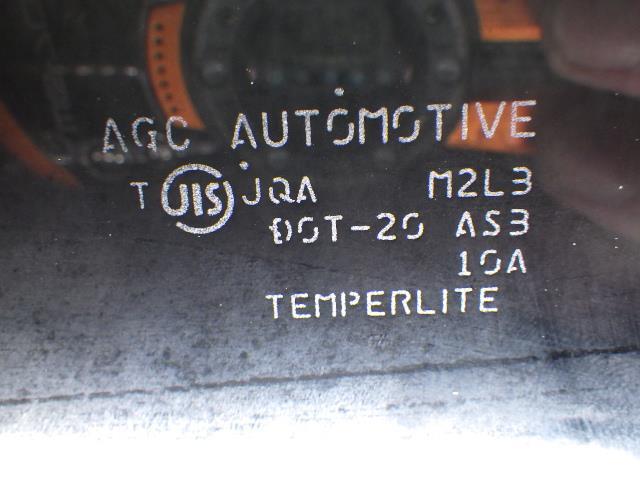 AGC AUTOMOTIVE
T JIS JQA M2L3
DOT-20 AS3
10A
TEMPERLITE